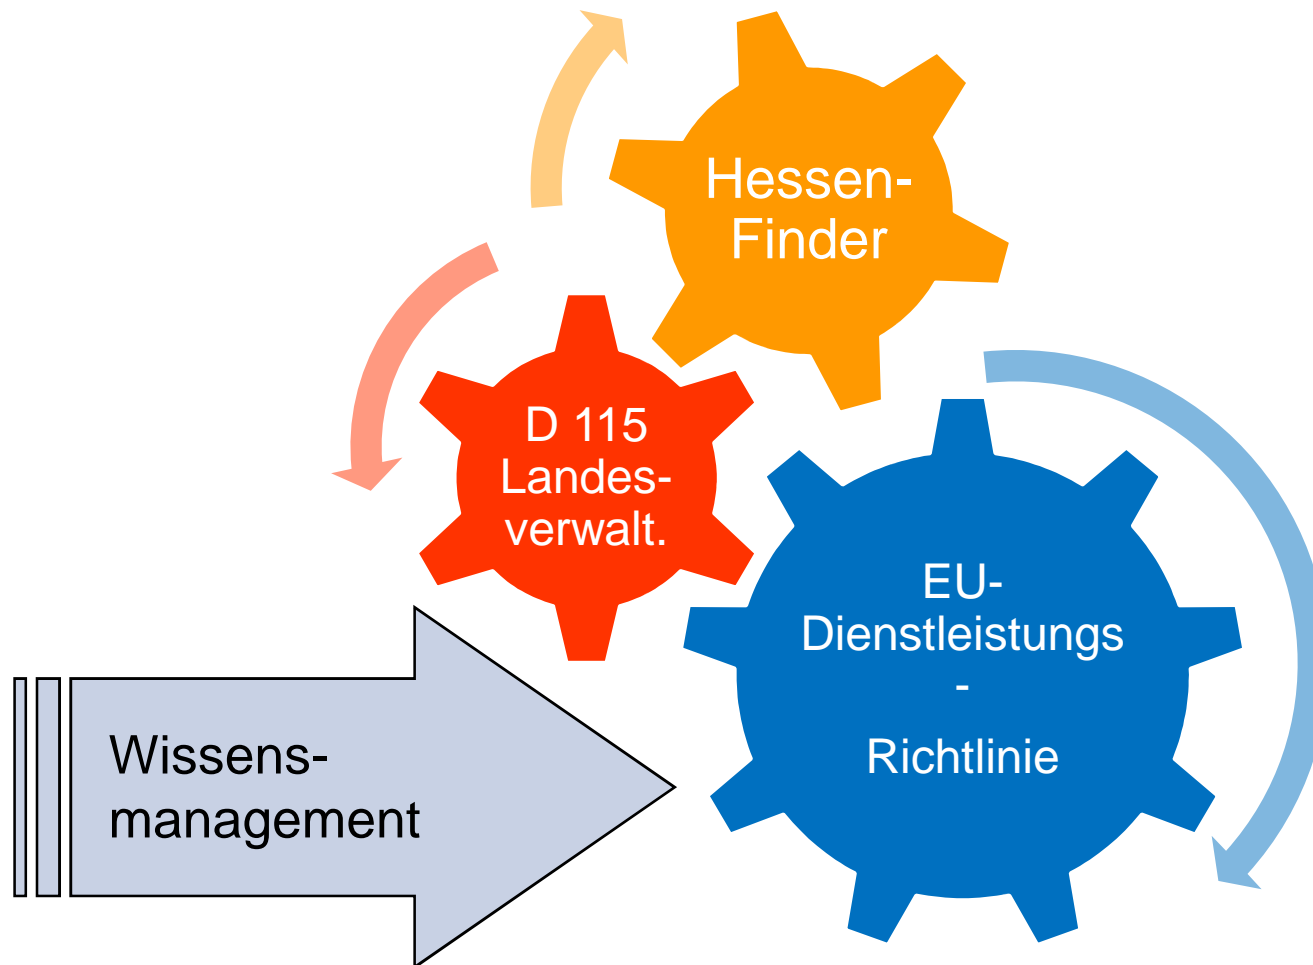 Hessen-
Finder
D 115
Landes-
verwalt.
EU-
Dienstleistungs
-
Richtlinie
Wissens-
management